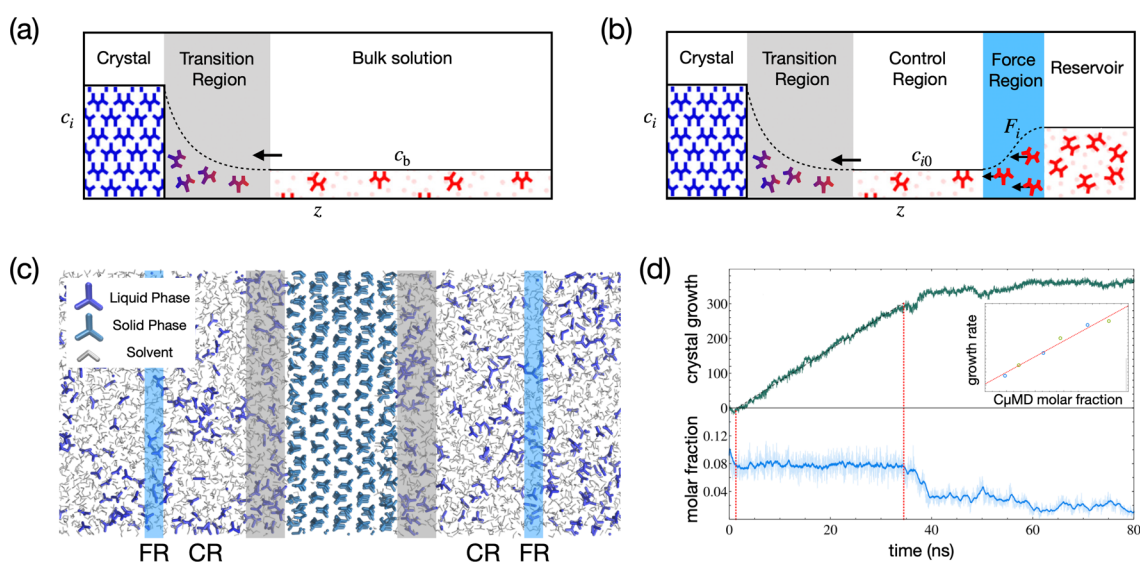 (a)
Crystal
Transition
Region
Bulk solution
c_i
c_b
z
(b)
Crystal
Transition
Region
Control
Region
Force
Region
Reservoir
c_i
F_i
c_i0
z
(c)
Liquid Phase
Solid Phase
Solvent
FR
CR
CR
FR
(d)
crystal growth
300
200
100
0
growth rate
CμMD molar fraction
molar fraction
0.12
0.08
0.04
0
20
40
60
80
time (ns)